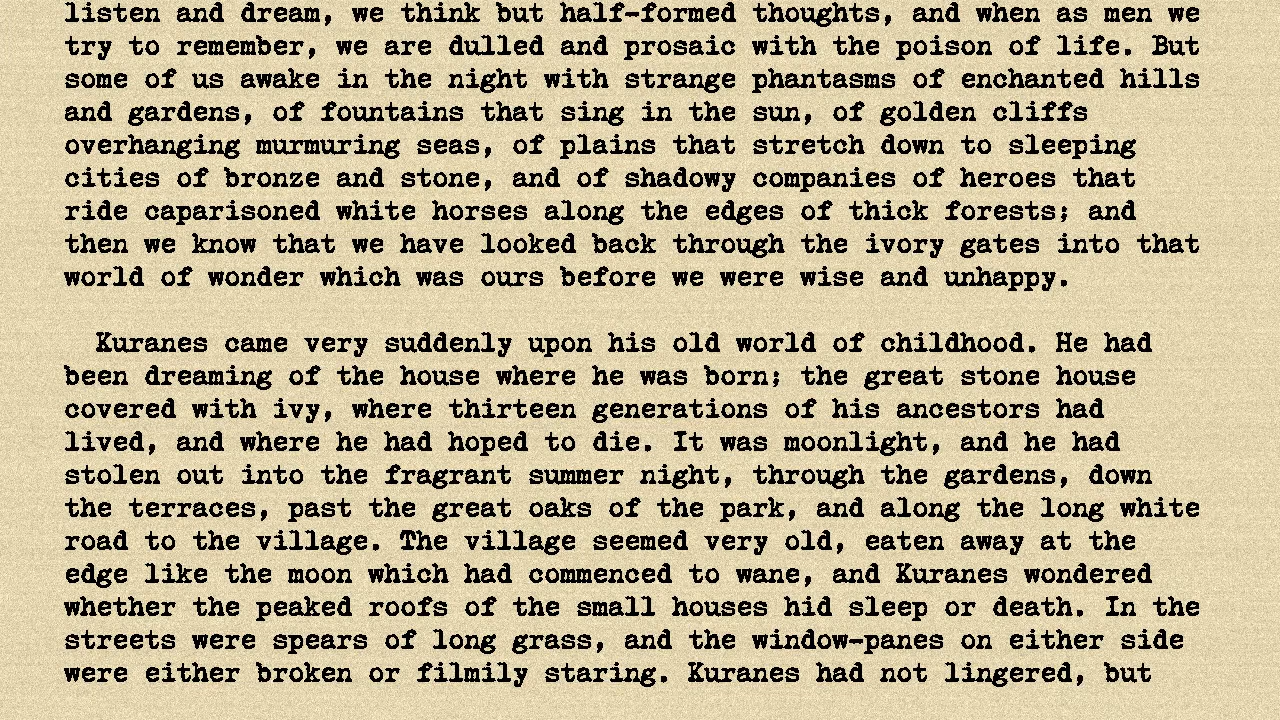 listen and dream, we think but half-formed thoughts, and when as men we
try to remember, we are dulled and prosaic with the poison of life. But
some of us awake in the night with strange phantasms of enchanted hills
and gardens, of fountains that sing in the sun, of golden cliffs
overhanging murmuring seas, of plains that stretch down to sleeping
cities of bronze and stone, and of shadowy companies of heroes that
ride caparisoned white horses along the edges of thick forests; and
then we know that we have looked back through the ivory gates into that
world of wonder which was ours before we were wise and unhappy.
Kuranes came very suddenly upon his old world of childhood. He had
been dreaming of the house where he was born; the great stone house
covered with ivy, where thirteen generations of his ancestors had
lived, and where he had hoped to die. It was moonlight, and he had
stolen out into the fragrant summer night, through the gardens, down
the terraces, past the great oaks of the park, and along the long white
road to the village. The village seemed very old, eaten away at the
edge like the moon which had commenced to wane, and Kuranes wondered
whether the peaked roofs of the small houses hid sleep or death. In the
streets were spears of long grass, and the window-panes on either side
were either broken or filmily staring. Kuranes had not lingered, but